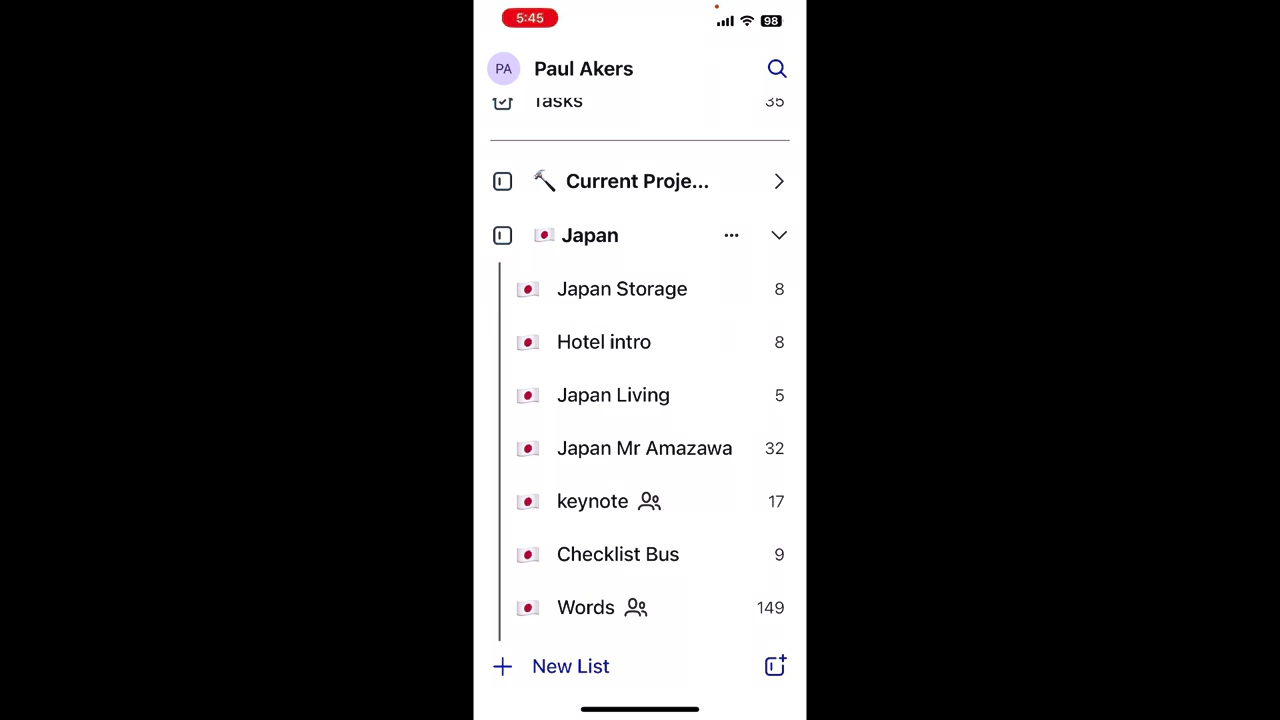 5:45
98
PA Paul Akers
Tasks 35
Current Proje...
Japan
Japan Storage 8
Hotel intro 8
Japan Living 5
Japan Mr Amazawa 32
keynote 17
Checklist Bus 9
Words 149
New List